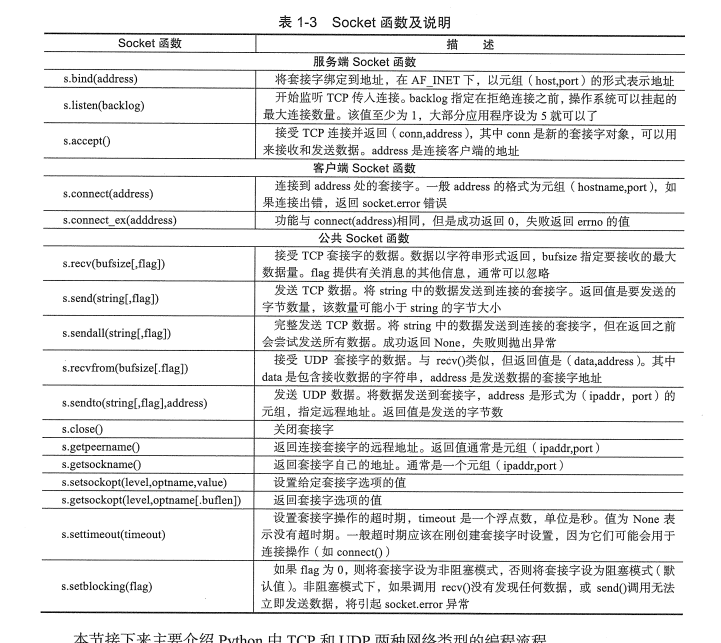 表 1-3 Socket 函数及说明
Socket 函数 描 述
服务端 Socket 函数
s.bind(address) 将套接字绑定到地址，在 AF_INET 下，以元组（host,port）的形式表示地址
s.listen(backlog) 开始监听 TCP 传人连接。backlog 指定在拒绝连接之前，操作系统可以挂起的
最大连接数量。该值至少为 1，大部分应用程序设为 5 就可以了
s.accept() 接受 TCP 连接并返回（conn,address），其中 conn 是新的套接字对象，可以用
来接收和发送数据。address 是连接客户端的地址
客户端 Socket 函数
s.connect(address) 连接到 address 处的套接字。一般 address 的格式为元组（hostname,port），如
果连接出错，返回 socket.error 错误
s.connect_ex(adddress) 功能与 connect(address)相同，但是成功返回 0，失败返回 errno 的值
公共 Socket 函数
s.recv(bufsize[,flag]) 接受 TCP 套接字的数据。数据以字符串形式返回，bufsize 指定要接收的最大
数据量。flag 提供有关消息的其他信息，通常可以忽略
s.send(string[,flag]) 发送 TCP 数据。将 string 中的数据发送到连接的套接字。返回值是要发送的
字节数量，该数量可能小于 string 的字节大小
s.sendall(string[,flag]) 完整发送 TCP 数据。将 string 中的数据发送到连接的套接字，但在返回之前
会尝试发送所有数据。成功返回 None，失败则抛出异常
s.recvfrom(bufsize[.flag]) 接受 UDP 套接字的数据。与 recv()类似，但返回值是（data,address）。其中
data 是包含接收数据的字符串，address 是发送数据的套接字地址
s.sendto(string[,flag],address) 发送 UDP 数据。将数据发送到套接字，address 是形式为（ipaddr，port）的
元组，指定远程地址。返回值是发送的字节数
s.close() 关闭套接字
s.getpeername() 返回连接套接字的远程地址。返回值通常是元组（ipaddr,port）
s.getsockname() 返回套接字自己的地址。通常是一个元组（ipaddr,port）
s.setsockopt(level,optname,value) 设置给定套接字选项的值
s.getsockopt(level,optname[.buflen]) 返回套接字选项的值
s.settimeout(timeout) 设置套接字操作的超时期，timeout 是一个浮点数，单位是秒。值为 None 表
示没有超时期。一般超时期应该在刚创建套接字时设置，因为它们可能会用于
连接操作（如 connect()）
s.setblocking(flag) 如果 flag 为 0，则将套接字设为非阻塞模式，否则将套接字设为阻塞模式（默
认值）。非阻塞模式下，如果调用 recv()没有发现任何数据，或 send()调用无法
立即发送数据，将引起 socket.error 异常
本节接下来主要介绍 Python 中 TCP 和 UDP 两种网络类型的编程流程